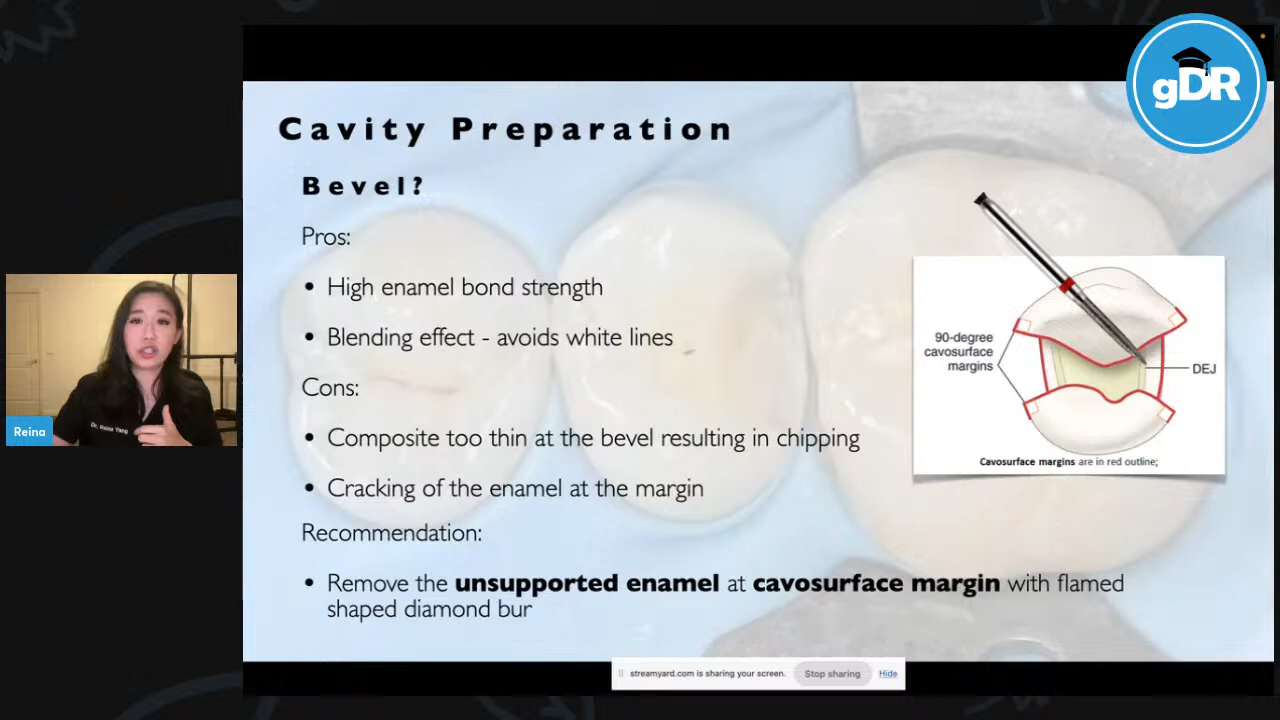 gDR
Cavity Preparation
Bevel?
Pros:
• High enamel bond strength
• Blending effect - avoids white lines
Cons:
• Composite too thin at the bevel resulting in chipping
• Cracking of the enamel at the margin
Recommendation:
• Remove the unsupported enamel at cavosurface margin with flamed
shaped diamond bur
90-degree
cavosurface
margins
DEJ
Cavosurface margins are in red outline;
Dr. Reina Yang
Reina
streamyard.com is sharing your screen.
Stop sharing
Hide